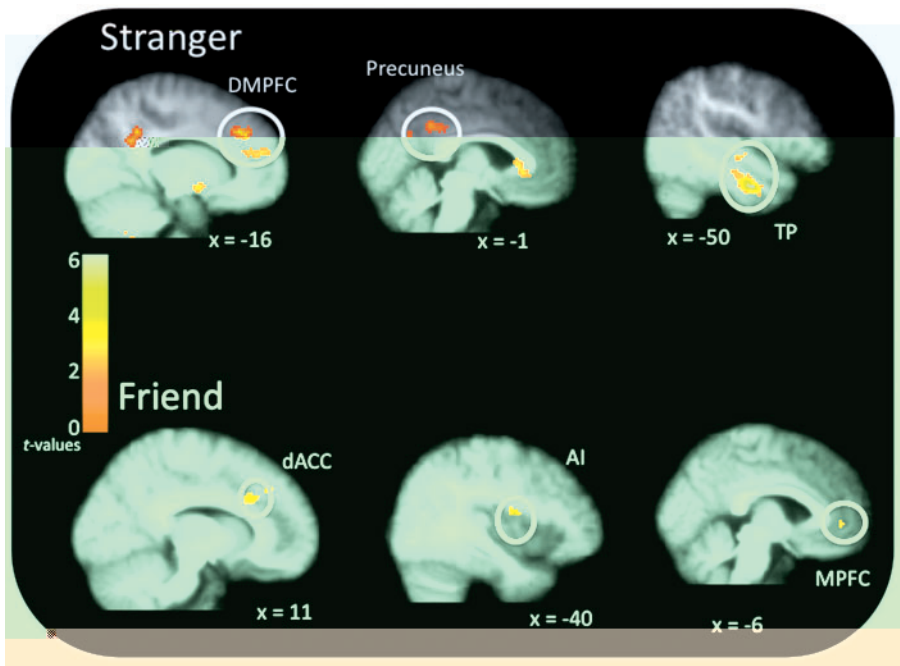 Stranger
DMPFC
Precuneus
x = -16
x = -1
x = -50
TP
6
4
2
0
t-values
Friend
dACC
AI
MPFC
x = 11
x = -40
x = -6